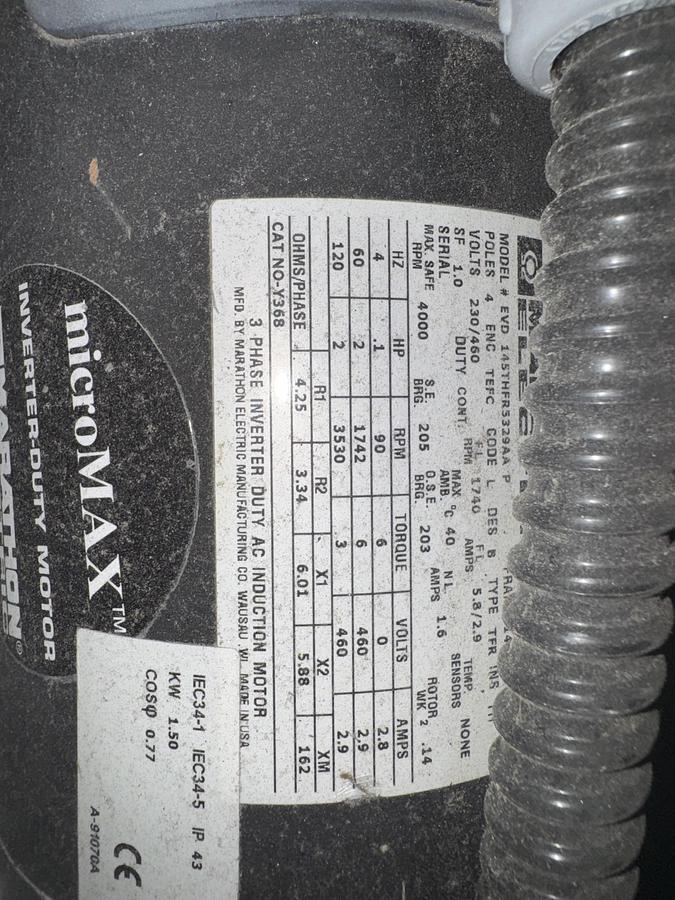 MODEL # EVD 145THFR5329AA P
POLES 4 ENC TEFC CODE L DES B TYPE TFR INS
VOLTS 230/460 FL RPM 1740 FL AMPS 5.8/2.9
SF 1.0 DUTY CONT. MAX AMB. °C 40 NL AMPS 1.6 TEMP. SENSORS NONE
SERIAL
MAX. SAFE RPM 4000 S.E. BRG. 205 O.S.E. BRG. 203 ROTOR WK2 .14
HZ HP RPM TORQUE VOLTS AMPS
4 .1 90 6 0 2.8
60 2 1742 6 460 2.9
120 2 3530 3 460 2.9
R1 R2 X1 X2 XM
OHMS/PHASE 4.25 3.34 6.01 5.88 162
CAT NO-Y368
3 PHASE INVERTER DUTY AC INDUCTION MOTOR
MFD. BY MARATHON ELECTRIC MANUFACTURING CO. WAUSAU, WI. MADE IN USA
IEC34-1 IEC34-5 IP 43
KW 1.50
COSφ 0.77
CE
A-91070A
microMAX™
INVERTER-DUTY MOTOR
MARATHON®